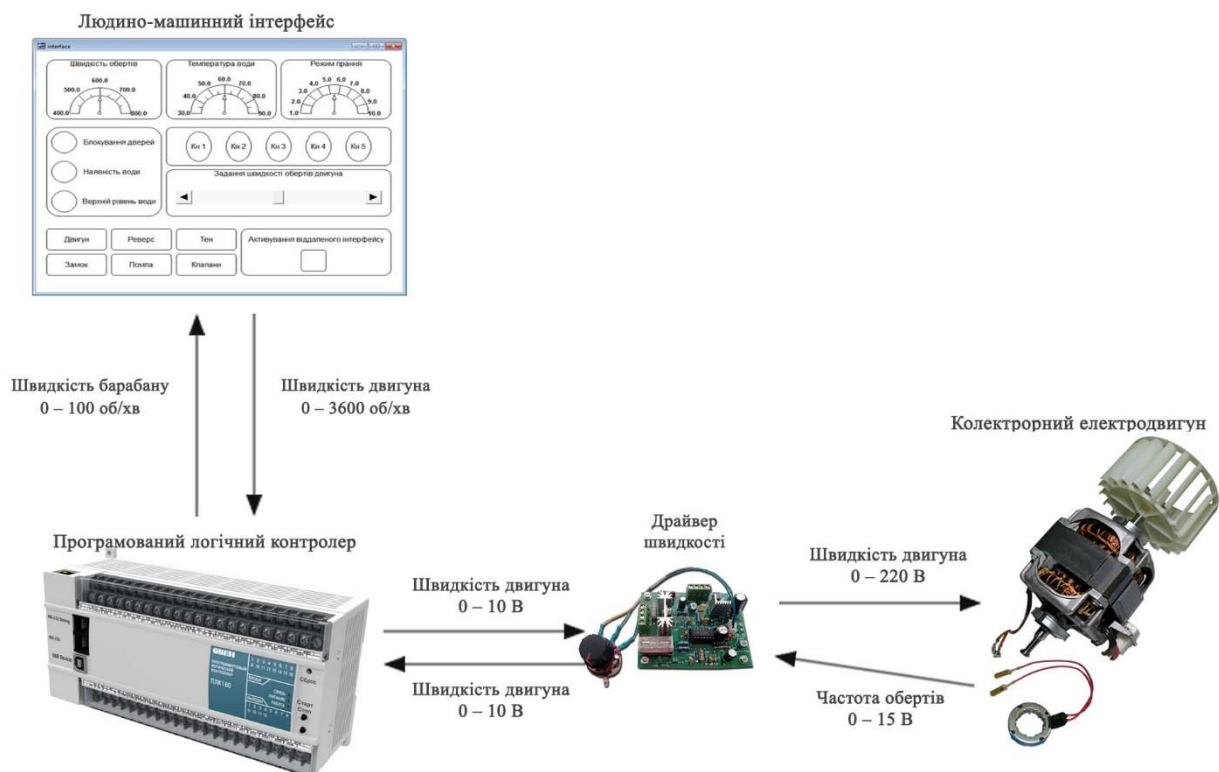 Людино-машинний інтерфейс
interface
Швидкість обертів
400.0 500.0 600.0 700.0 800.0
Температура води
30.0 40.0 50.0 60.0 70.0 80.0 90.0
Режим прання
1.0 2.0 3.0 4.0 5.0 6.0 7.0 8.0 9.0 10.0
Блокування дверей
Наявність води
Верхній рівень води
Кн 1 Кн 2 Кн 3 Кн 4 Кн 5
Задання швидкості обертів двигуна
Двигун Реверс Тен
Замок Помпа Клапани
Активування віддаленого інтерфейсу
Швидкість барабану
0 – 100 об/хв
Швидкість двигуна
0 – 3600 об/хв
Програмований логічний контролер
ПЛК160
Сброс
Старт
Стоп
Швидкість двигуна
0 – 10 В
Швидкість двигуна
0 – 10 В
Драйвер
швидкості
Швидкість двигуна
0 – 220 В
Частота обертів
0 – 15 В
Колектрорний електродвигун